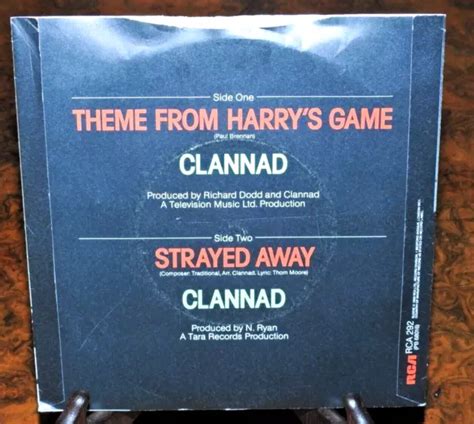 Side One
THEME FROM HARRY'S GAME
(Paul Brennan)
CLANNAD
Produced by Richard Dodd and Clannad
A Television Music Ltd. Production
Side Two
STRAYED AWAY
(Composer: Traditional, Arr. Clannad. Lyric: Thom Moore)
CLANNAD
Produced by N. Ryan
A Tara Records Production
RCA
RCA 292